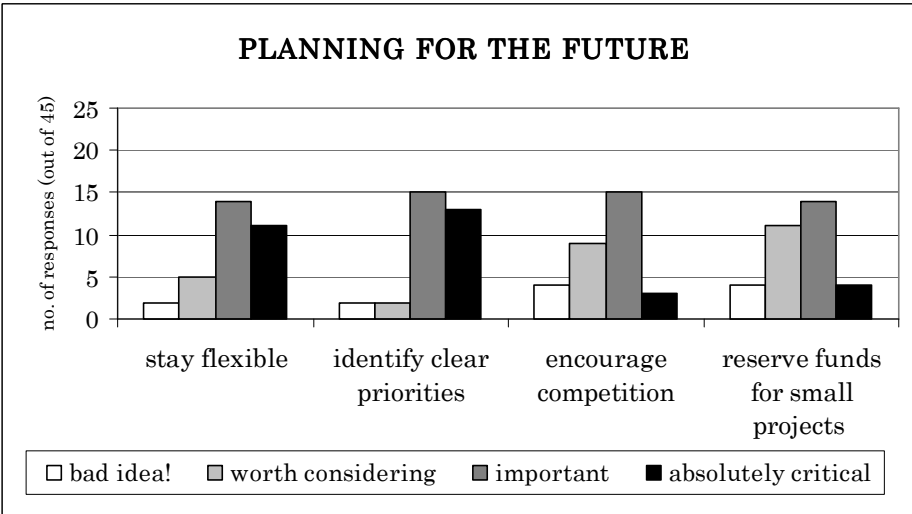 PLANNING FOR THE FUTURE
no. of responses (out of 45)
25
20
15
10
5
0
stay flexible
identify clear
priorities
encourage
competition
reserve funds
for small
projects
bad idea!
worth considering
important
absolutely critical